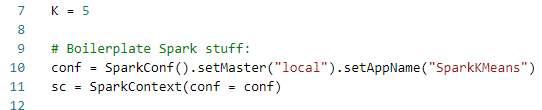 7 K = 5
8
9 # Boilerplate Spark stuff:
10 conf = SparkConf().setMaster("local").setAppName("SparkKMeans")
11 sc = SparkContext(conf = conf)
12